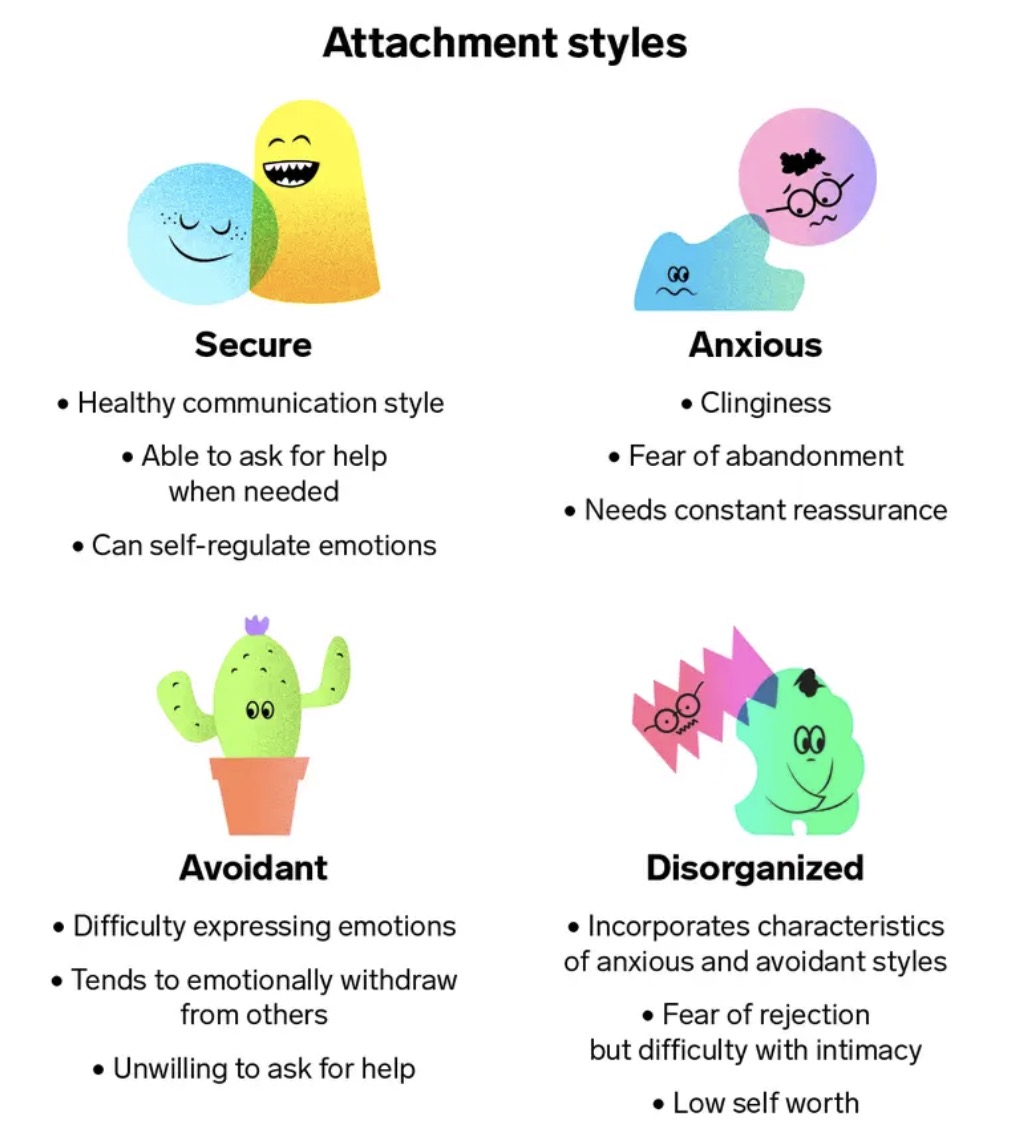 Attachment styles
Secure
• Healthy communication style
• Able to ask for help
when needed
• Can self-regulate emotions
Anxious
• Clinginess
• Fear of abandonment
• Needs constant reassurance
Avoidant
• Difficulty expressing emotions
• Tends to emotionally withdraw
from others
• Unwilling to ask for help
Disorganized
• Incorporates characteristics
of anxious and avoidant styles
• Fear of rejection
but difficulty with intimacy
• Low self worth